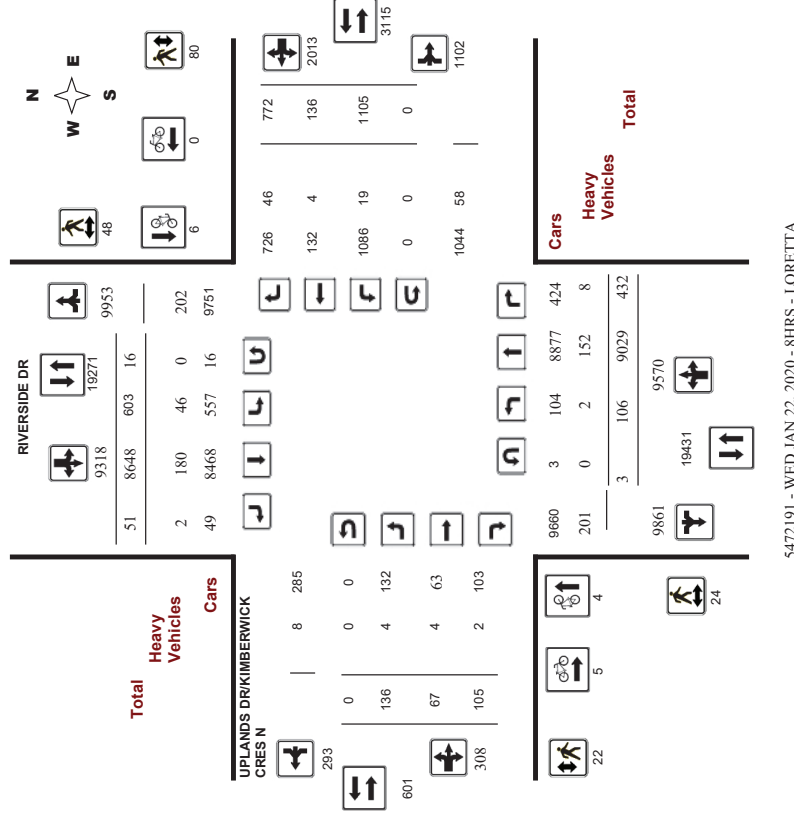 N
W E
S
80
0
48
6
RIVERSIDE DR
19271
9318
9953
51 8648 603 16
2 180 46 0 202
49 8468 557 16 9751
Total
Heavy
Vehicles
Cars
UPLANDS DR/KIMBERWICK
CRES N
8 285
293
0 0 0
136 4 132
601
67 4 63
308
105 2 103
22
5
4
24
726 46 772
2013
132 4 136
1086 19 1105
3115
0 0 0
1044 58
1102
Cars
Heavy
Vehicles
Total
9660 3 104 8877 424
201 0 2 152 8
3 106 9029 432
9861
9570
19431
5472191 - WED JAN 22, 2020 - 8HRS - LORETTA